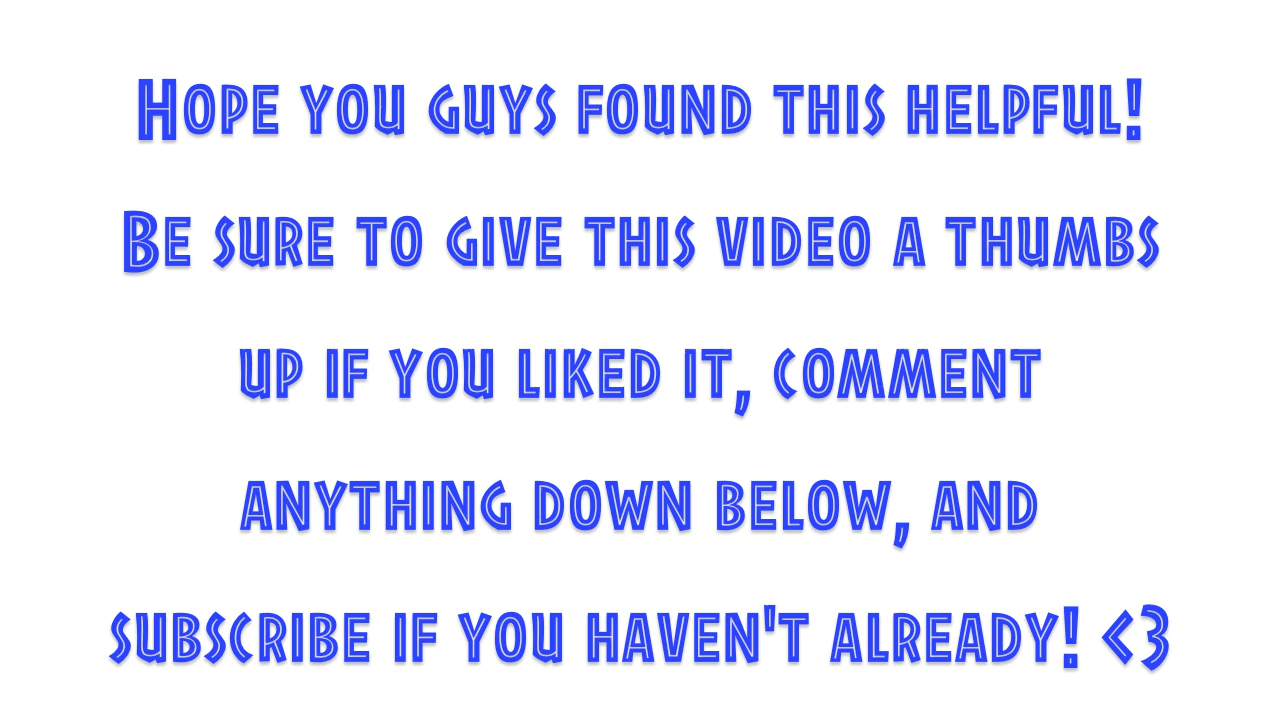 Hope you guys found this helpful!
Be sure to give this video a thumbs
up if you liked it, comment
anything down below, and
subscribe if you haven't already! <3